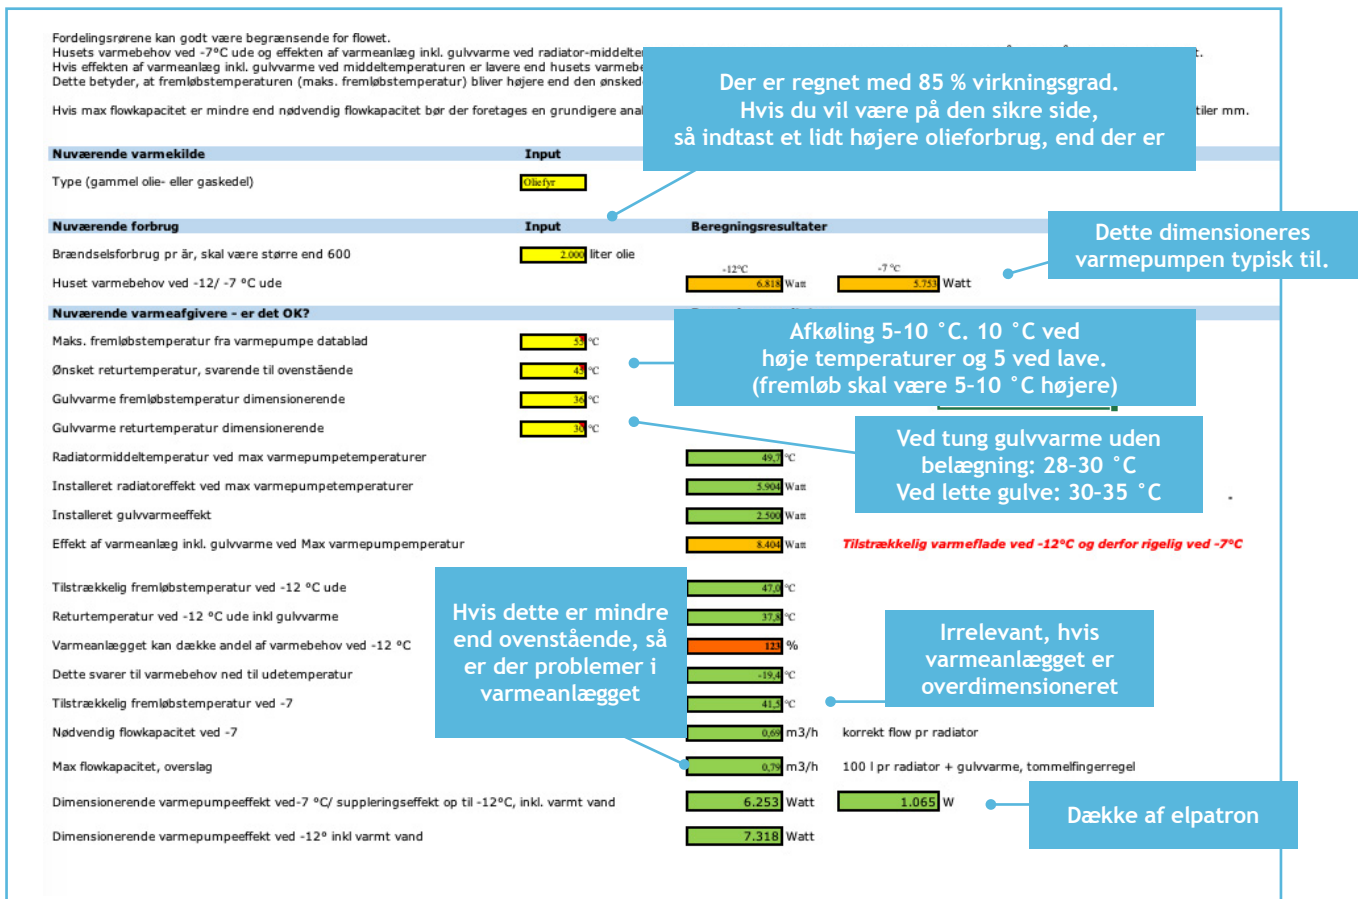 Fordelingsrørene kan godt være begrænsende for flowet.
Husets varmebehov ved -7°C ude og effekten af varmeanlæg inkl. gulvvarme ved radiator-middelte
t.
Hvis effekten af varmeanlæg inkl. gulvvarme ved middeltemperaturen er lavere end husets varmebe
Dette betyder, at fremløbstemperaturen (maks. fremløbstemperatur) bliver højere end den ønskede
Hvis max flowkapacitet er mindre end nødvendig flowkapacitet bør der foretages en grundigere anal
tiler mm.
Der er regnet med 85 % virkningsgrad.
Hvis du vil være på den sikre side,
så indtast et lidt højere olieforbrug, end der er
Nuværende varmekilde Input
Type (gammel olie- eller gaskedel) Oliefyr
Nuværende forbrug Input Beregningsresultater
Brændselsforbrug pr år, skal være større end 600 2.000 liter olie
-12°C -7 °C
Huset varmebehov ved -12/ -7 °C ude 6.818 Watt 5.753 Watt
Dette dimensioneres
varmepumpen typisk til.
Nuværende varmeafgivere - er det OK?
Maks. fremløbstemperatur fra varmepumpe datablad 55 °C
Ønsket returtemperatur, svarende til ovenstående 45 °C
Gulvvarme fremløbstemperatur dimensionerende 36 °C
Gulvvarme returtemperatur dimensionerende 30 °C
Afkøling 5-10 °C. 10 °C ved
høje temperaturer og 5 ved lave.
(fremløb skal være 5-10 °C højere)
Ved tung gulvvarme uden
belægning: 28-30 °C
Ved lette gulve: 30-35 °C
Radiatormiddeltemperatur ved max varmepumpetemperaturer 49,7 °C
Installeret radiatoreffekt ved max varmepumpetemperaturer 5.904 Watt
Installeret gulvvarmeeffekt 2.500 Watt
Effekt af varmeanlæg inkl. gulvvarme ved Max varmepumpemperatur 8.404 Watt Tilstrækkelig varmeflade ved -12°C og derfor rigelig ved -7°C
Tilstrækkelig fremløbstemperatur ved -12 °C ude 47,0 °C
Returtemperatur ved -12 °C ude inkl gulvvarme 37,8 °C
Varmeanlægget kan dække andel af varmebehov ved -12 °C 123 %
Dette svarer til varmebehov ned til udetemperatur -19,4 °C
Tilstrækkelig fremløbstemperatur ved -7 41,5 °C
Nødvendig flowkapacitet ved -7 0,69 m3/h korrekt flow pr radiator
Max flowkapacitet, overslag 0,79 m3/h 100 l pr radiator + gulvvarme, tommelfingerregel
Hvis dette er mindre
end ovenstående, så
er der problemer i
varmeanlægget
Irrelevant, hvis
varmeanlægget er
overdimensioneret
Dimensionerende varmepumpeeffekt ved-7 °C/ suppleringseffekt op til -12°C, inkl. varmt vand 6.253 Watt 1.065 W
Dække af elpatron
Dimensionerende varmepumpeeffekt ved -12° inkl varmt vand 7.318 Watt